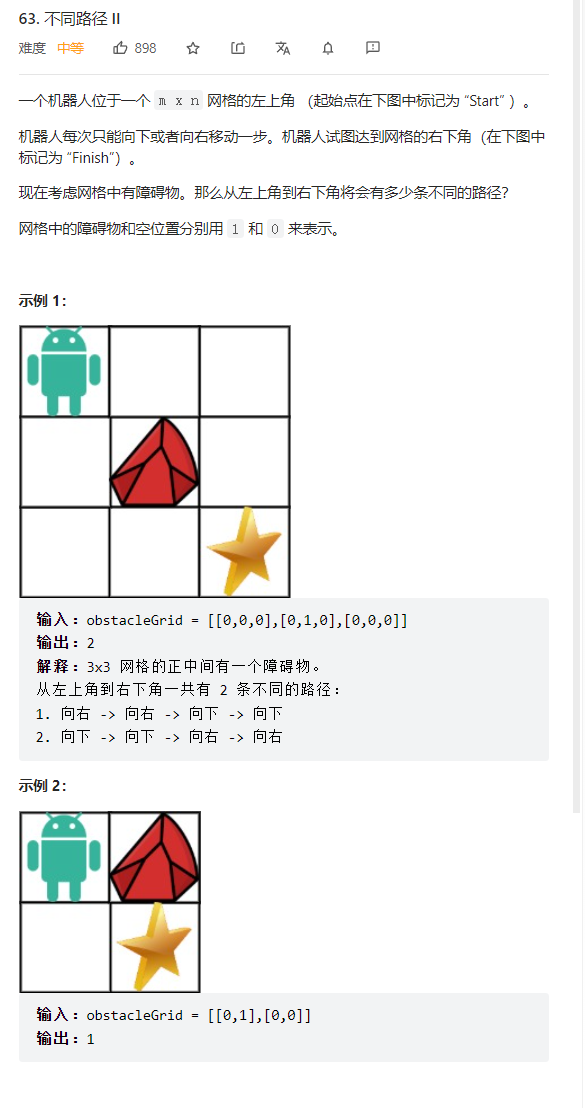 63. 不同路径 II
难度 中等 898
一个机器人位于一个 m x n 网格的左上角 （起始点在下图中标记为 “Start” ）。
机器人每次只能向下或者向右移动一步。机器人试图达到网格的右下角（在下图中
标记为 “Finish”）。
现在考虑网格中有障碍物。那么从左上角到右下角将会有多少条不同的路径？
网格中的障碍物和空位置分别用 1 和 0 来表示。
示例 1：
输入：obstacleGrid = [[0,0,0],[0,1,0],[0,0,0]]
输出：2
解释：3x3 网格的正中间有一个障碍物。
从左上角到右下角一共有 2 条不同的路径：
1. 向右 -> 向右 -> 向下 -> 向下
2. 向下 -> 向下 -> 向右 -> 向右
示例 2：
输入：obstacleGrid = [[0,1],[0,0]]
输出：1